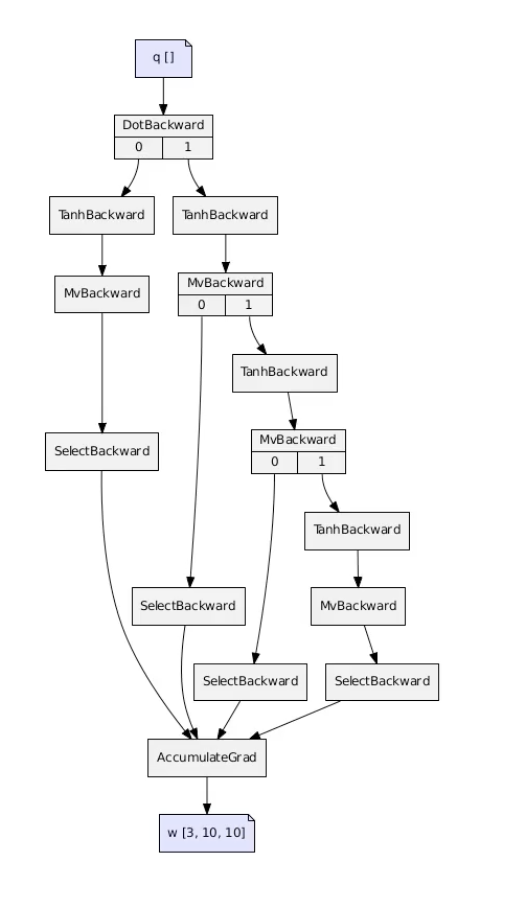 q []
DotBackward
0 1
TanhBackward TanhBackward
MvBackward MvBackward
0 1
TanhBackward
SelectBackward MvBackward
0 1
TanhBackward
SelectBackward MvBackward
SelectBackward SelectBackward
AccumulateGrad
w [3, 10, 10]